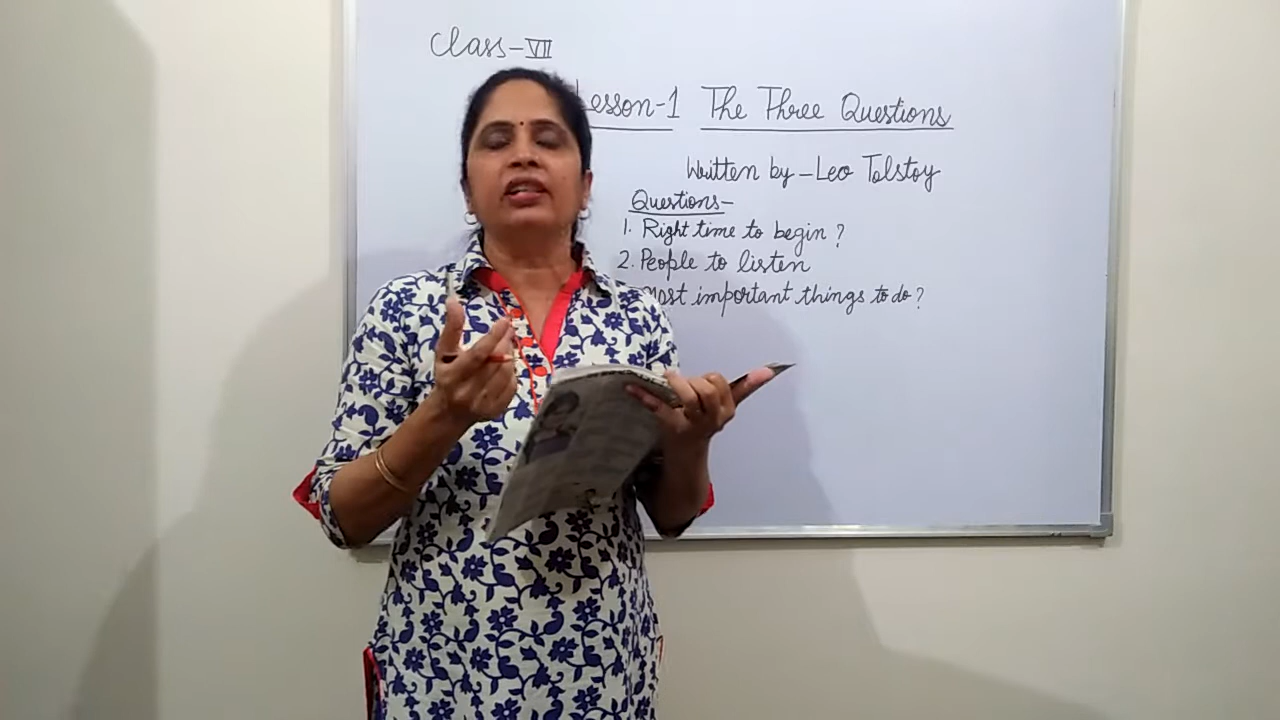 Class-VII
Lesson-1 The Three Questions
Written by-Leo Tolstoy
Questions-
1. Right time to begin?
2. People to listen
Most important things to do?